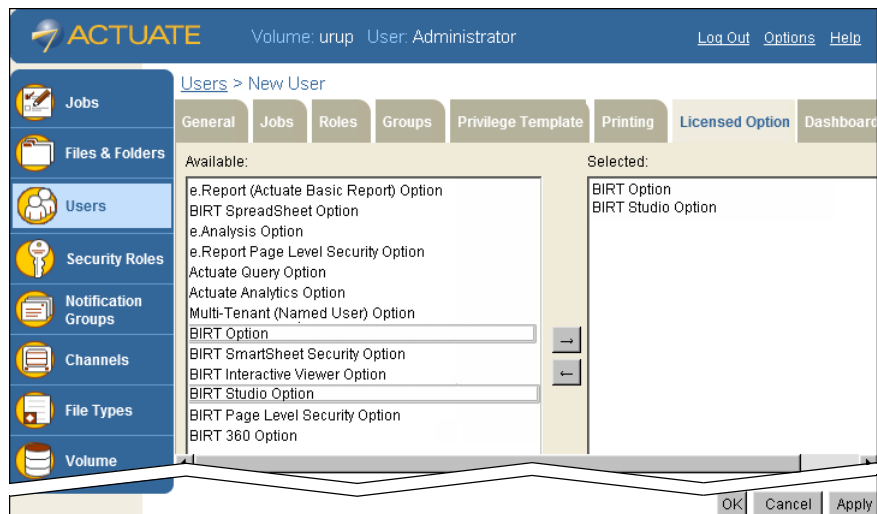 ACTUATE
Volume: urup User: Administrator
Log Out Options Help
Users > New User
General Jobs Roles Groups Privilege Template Printing Licensed Option Dashboard
Jobs
Files & Folders
Users
Security Roles
Notification
Groups
Channels
File Types
Volume
Available:
e.Report (Actuate Basic Report) Option
BIRT SpreadSheet Option
e.Analysis Option
e.Report Page Level Security Option
Actuate Query Option
Actuate Analytics Option
Multi-Tenant (Named User) Option
BIRT Option
BIRT SmartSheet Security Option
BIRT Interactive Viewer Option
BIRT Studio Option
BIRT Page Level Security Option
BIRT 360 Option
→
←
Selected:
BIRT Option
BIRT Studio Option
OK Cancel Apply